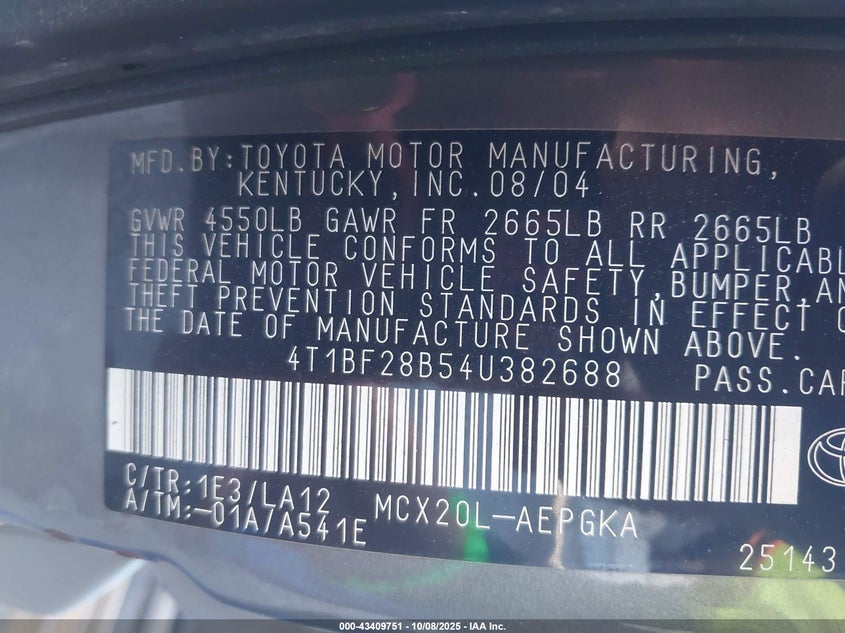 MFD.BY:TOYOTA MOTOR MANUFACTURING,
KENTUCKY,INC.08/04
GVWR 4550LB GAWR FR 2665LB RR 2665LB
THIS VEHICLE CONFORMS TO ALL APPLICABL
FEDERAL MOTOR VEHICLE SAFETY,BUMPER,AN
THEFT PREVENTION STANDARDS IN EFFECT O
THE DATE OF MANUFACTURE SHOWN ABOVE.
4T1BF28B54U382688 PASS.CAR
C/TR:1E3/LA12
A/TM:-01A/A541E MCX20L-AEPGKA
25143
000-43409751 - 10/08/2025 - IAA Inc.